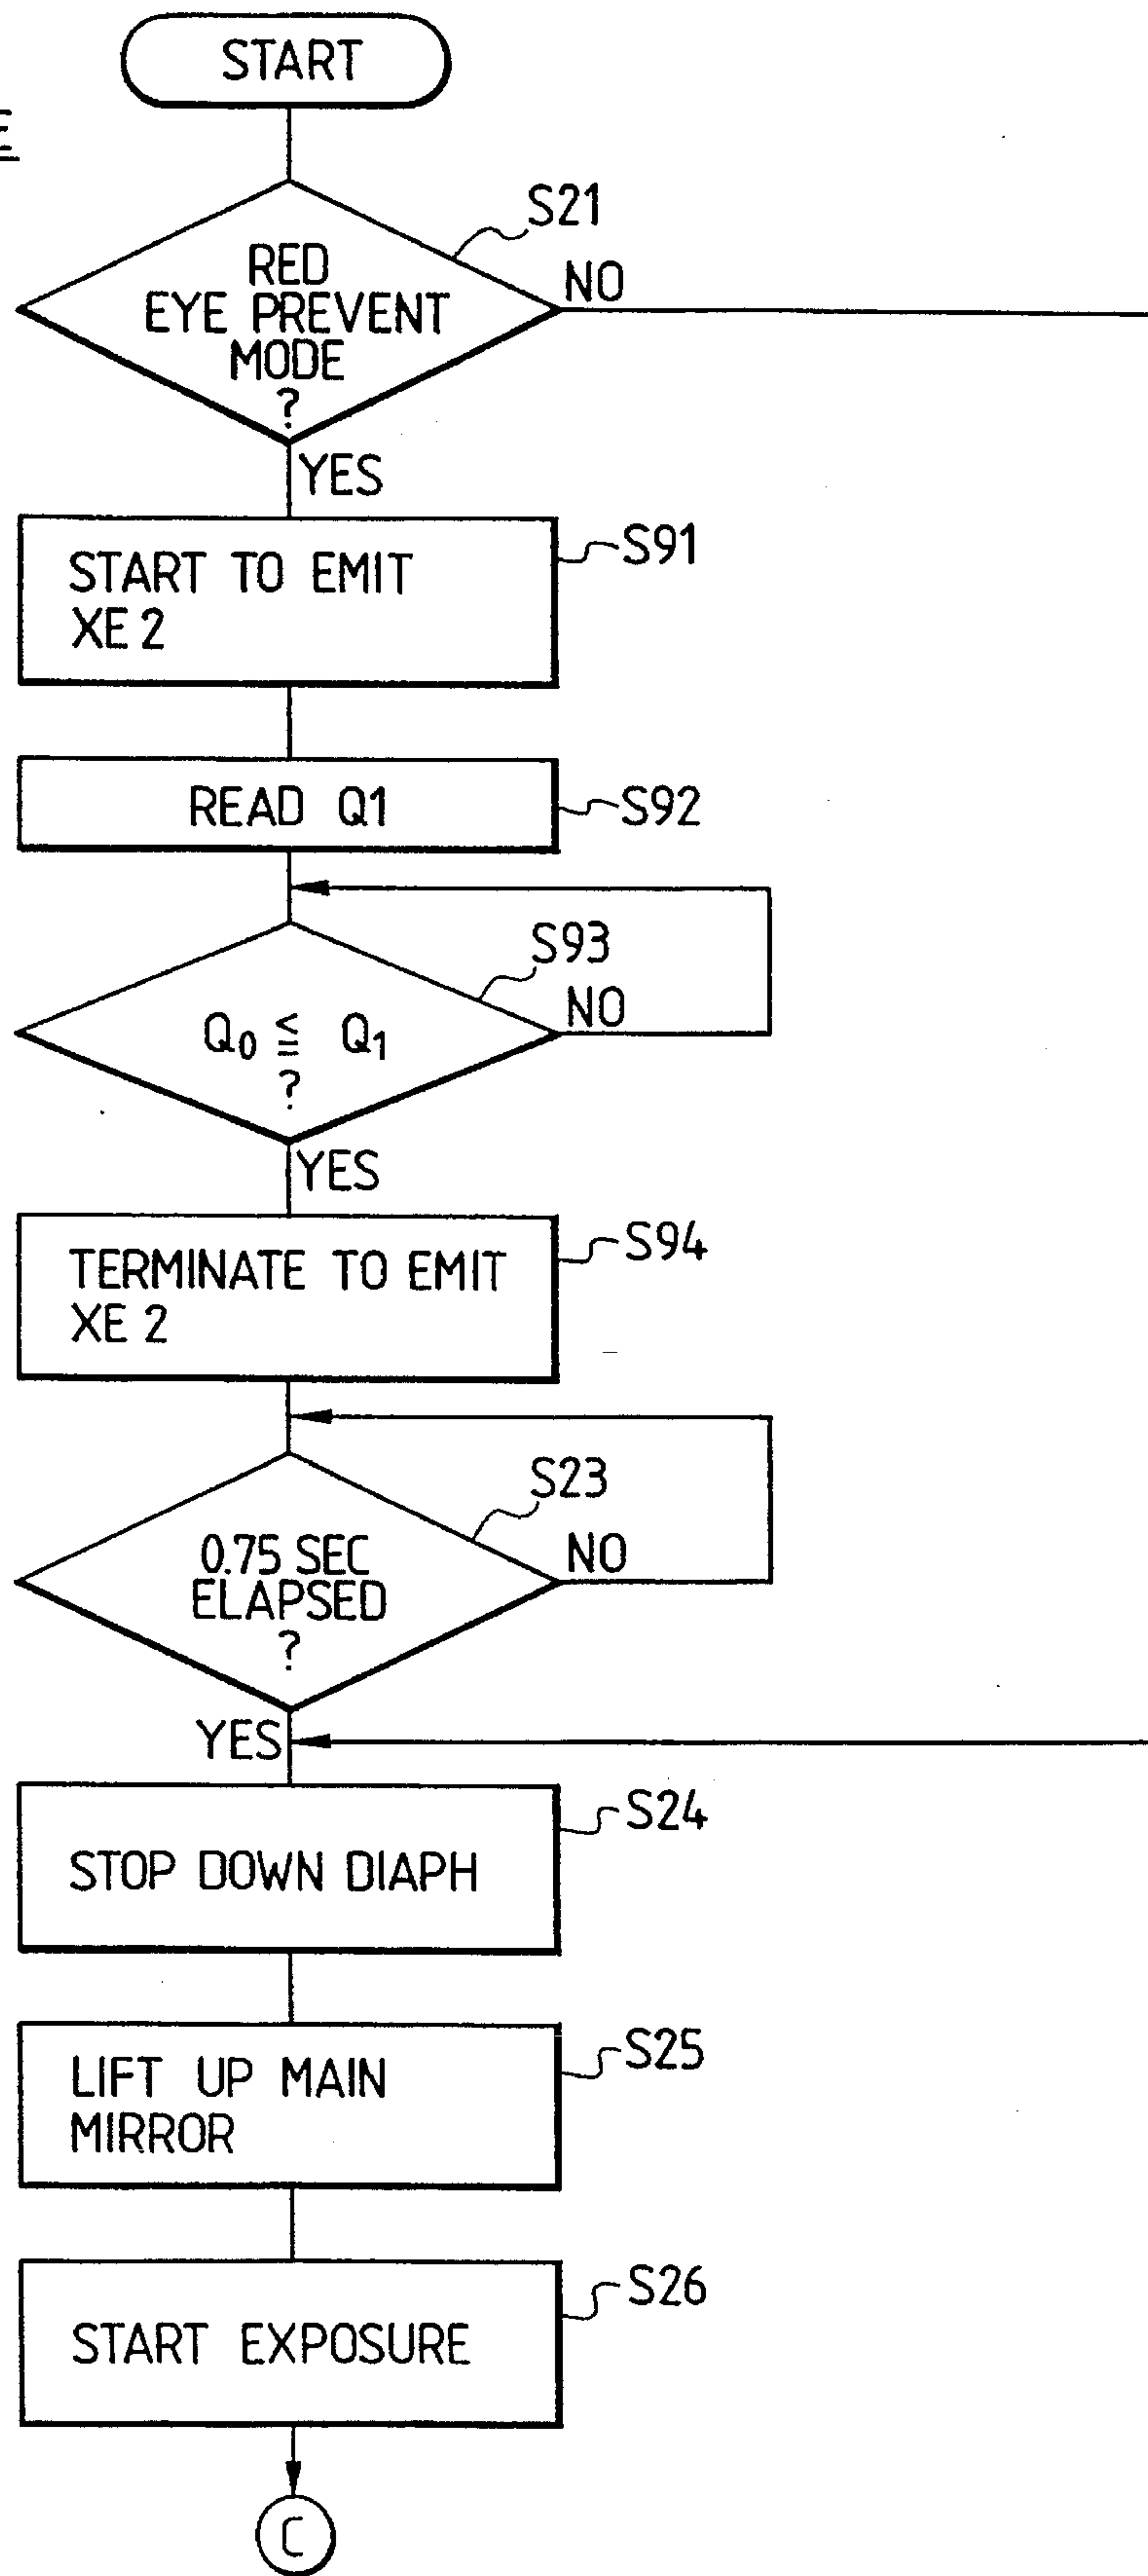 START
S21
RED
EYE PREVENT
MODE
?
NO
YES
S91
START TO EMIT
XE 2
READ Q1
S92
S93
Q0 ≦ Q1
?
NO
YES
S94
TERMINATE TO EMIT
XE 2
S23
0.75 SEC
ELAPSED
?
NO
YES
S24
STOP DOWN DIAPH
S25
LIFT UP MAIN
MIRROR
S26
START EXPOSURE
C